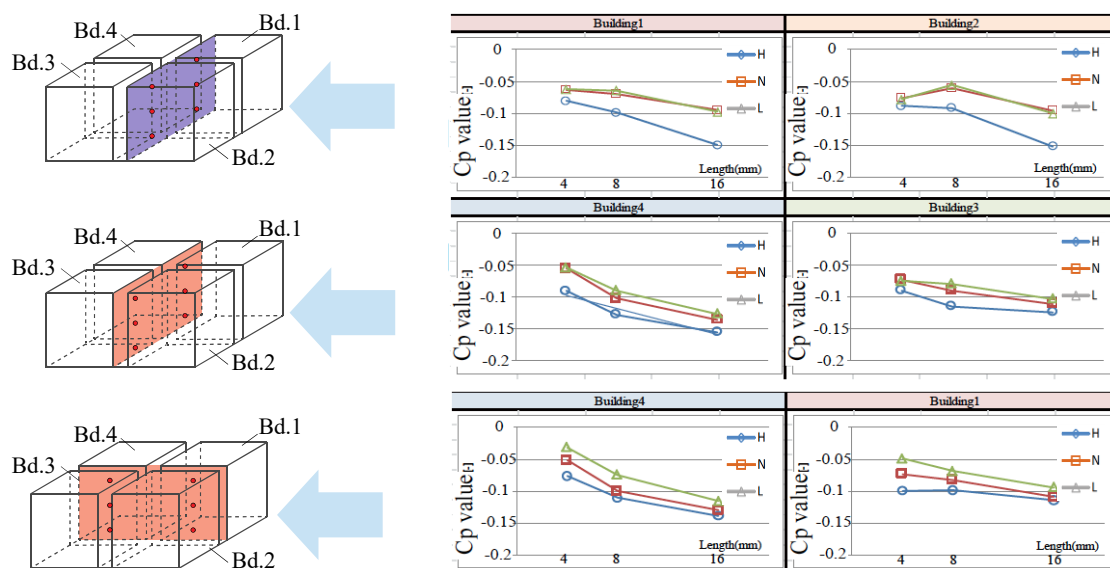 Bd.4
Bd.1
Bd.3
Bd.2
Building1
Building2
0
-0.05
-0.1
-0.15
-0.2
Cp value
4
8
16
Length(mm)
H
N
L
0
-0.05
-0.1
-0.15
-0.2
Cp value
4
8
16
Length(mm)
H
N
L
Bd.4
Bd.1
Bd.3
Bd.2
Building4
Building3
0
-0.05
-0.1
-0.15
-0.2
Cp value
H
N
L
0
-0.05
-0.1
-0.15
-0.2
Cp value
H
N
L
Bd.4
Bd.1
Bd.3
Bd.2
Building4
Building1
0
-0.05
-0.1
-0.15
-0.2
Cp value
4
8
16
Length(mm)
H
N
L
0
-0.05
-0.1
-0.15
-0.2
Cp value
4
8
16
Length(mm)
H
N
L